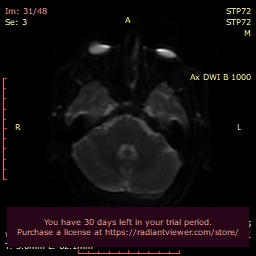 Im: 31/48
Se: 3
A
STP72
STP72
M
Ax DWI B 1000
R
L
You have 30 days left in your trial period.
Purchase a license at https://radiantviewer.com/store/